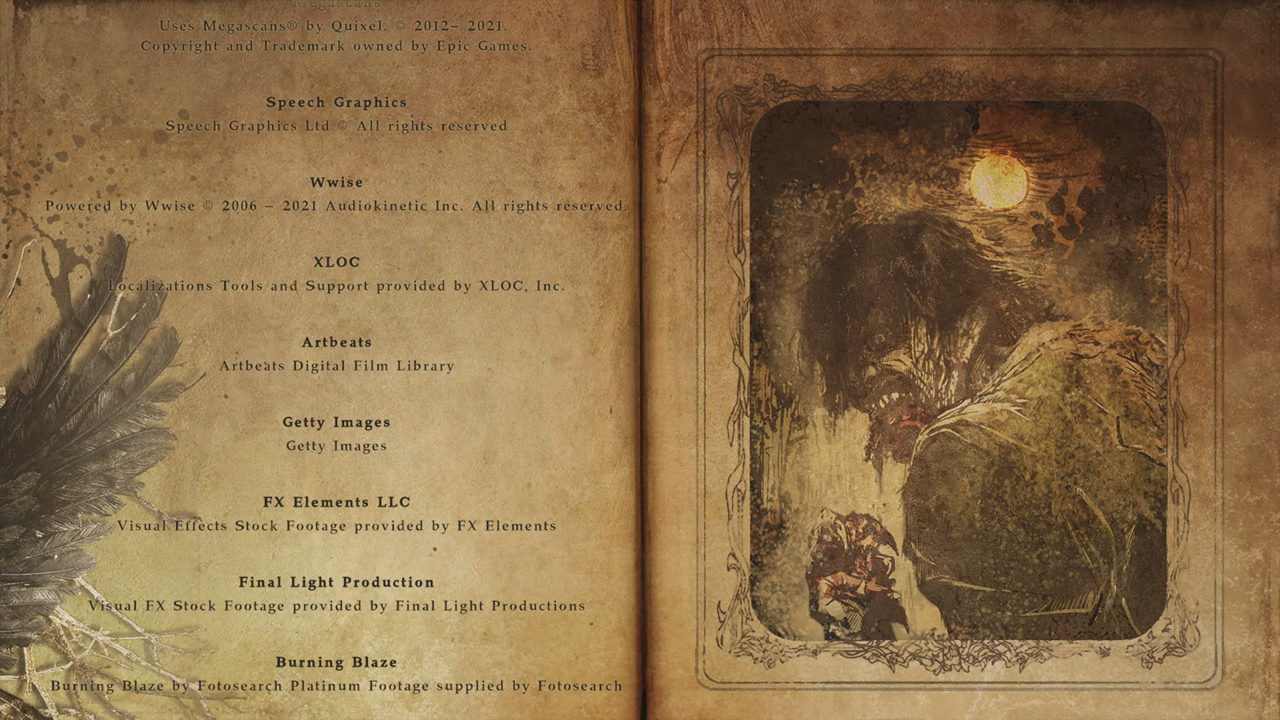 Megascans
Uses Megascans® by Quixel. © 2012– 2021.
Copyright and Trademark owned by Epic Games.
Speech Graphics
Speech Graphics Ltd © All rights reserved
Wwise
Powered by Wwise © 2006 – 2021 Audiokinetic Inc. All rights reserved.
XLOC
Localizations Tools and Support provided by XLOC, Inc.
Artbeats
Artbeats Digital Film Library
Getty Images
Getty Images
FX Elements LLC
Visual Effects Stock Footage provided by FX Elements
Final Light Production
Visual FX Stock Footage provided by Final Light Productions
Burning Blaze
Burning Blaze by Fotosearch Platinum Footage supplied by Fotosearch